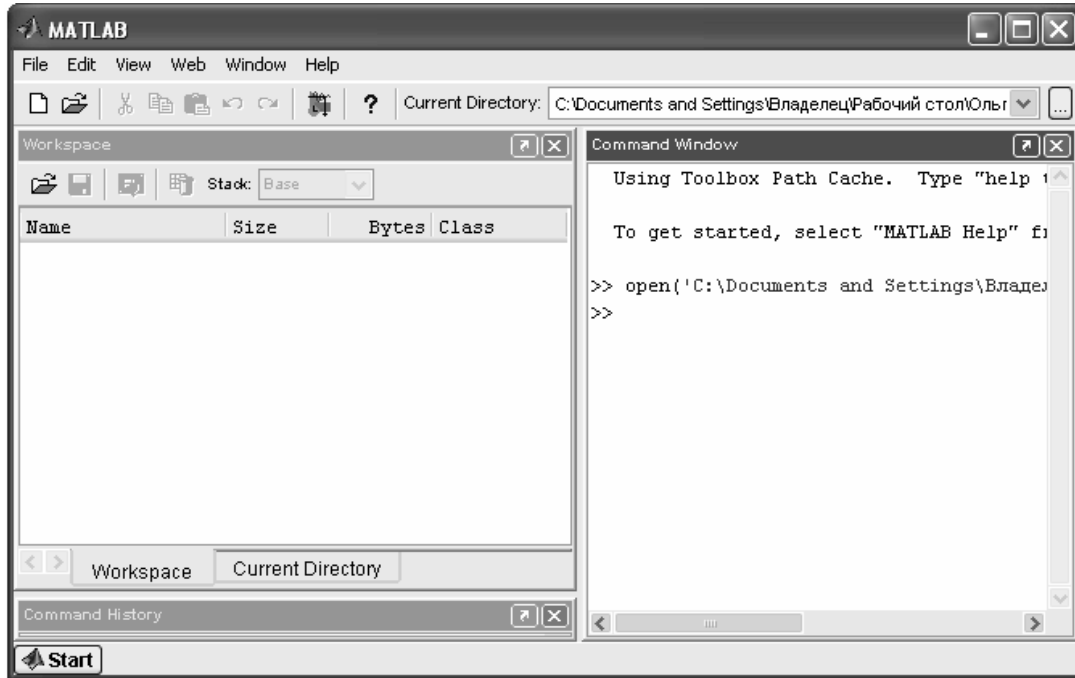 MATLAB
File Edit View Web Window Help
? Current Directory: C:\Documents and Settings\Владелец\Рабочий стол\Ольг ...
Workspace
Stack: Base
Name Size Bytes Class
Workspace Current Directory
Command History
Start
Command Window
Using Toolbox Path Cache. Type "help t
To get started, select "MATLAB Help" fr
>> open('C:\Documents and Settings\Владел
>>